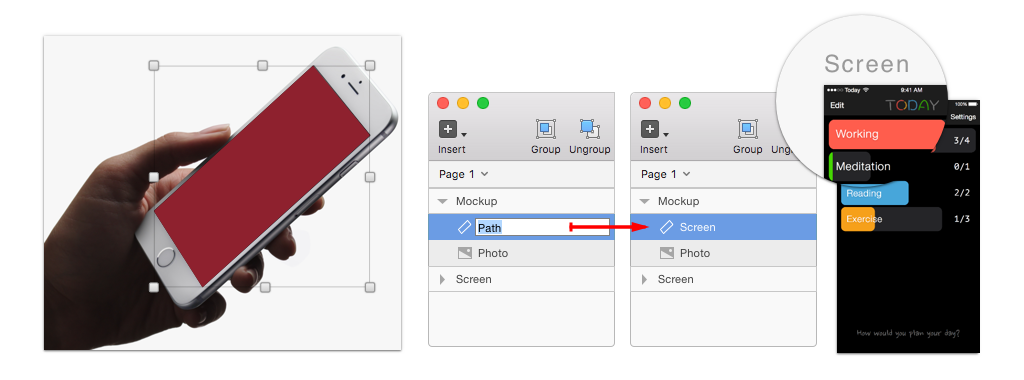 Insert
Group
Ungroup
Page 1
Mockup
Path
Photo
Screen
Insert
Group
Page 1
Mockup
Screen
Photo
Screen
Screen
Today
9:41 AM
100%
Edit
TODAY
Settings
Working
3/4
Meditation
0/1
Reading
2/2
Exercise
1/3
How would you plan your day?